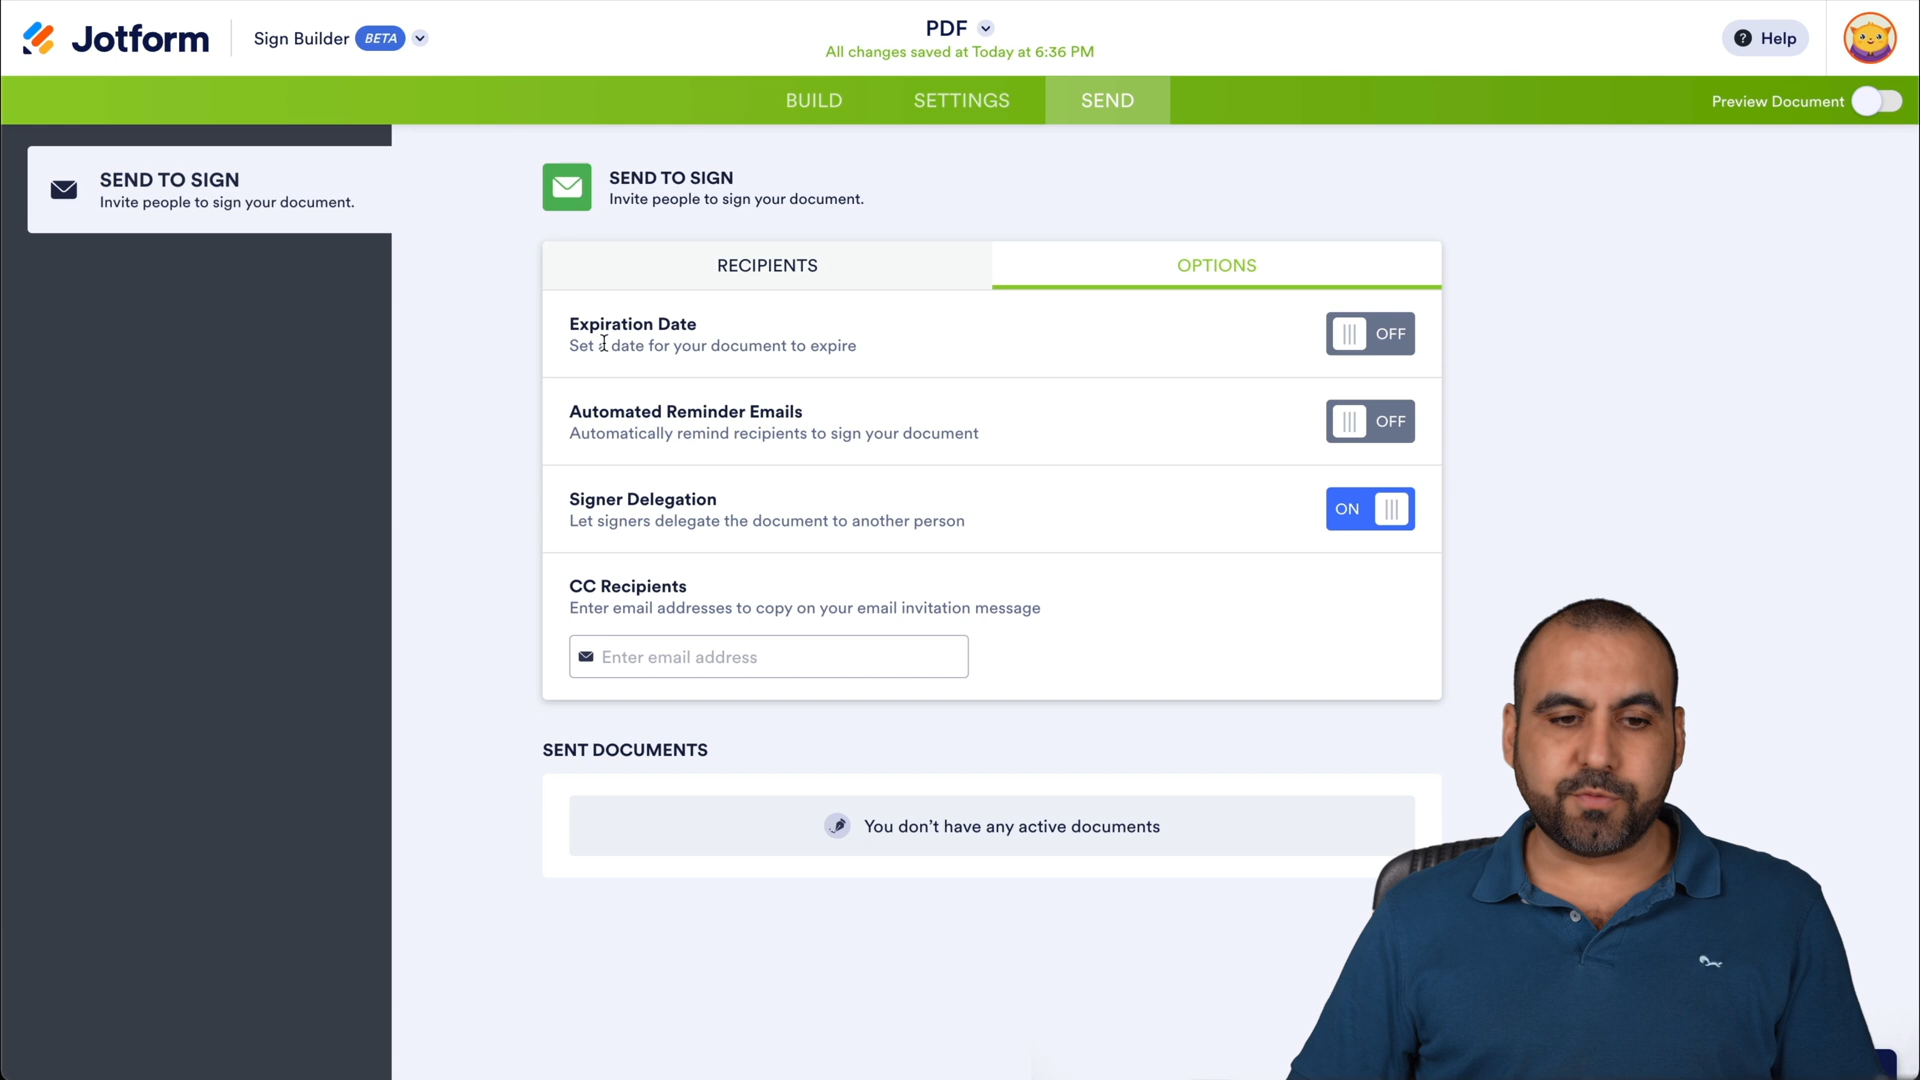 Jotform
Sign Builder BETA
PDF
All changes saved at Today at 6:36 PM
Help
BUILD
SETTINGS
SEND
Preview Document
SEND TO SIGN
Invite people to sign your document.
SEND TO SIGN
Invite people to sign your document.
RECIPIENTS
OPTIONS
Expiration Date
Set a date for your document to expire
OFF
Automated Reminder Emails
Automatically remind recipients to sign your document
OFF
Signer Delegation
Let signers delegate the document to another person
ON
CC Recipients
Enter email addresses to copy on your email invitation message
Enter email address
SENT DOCUMENTS
You don't have any active documents